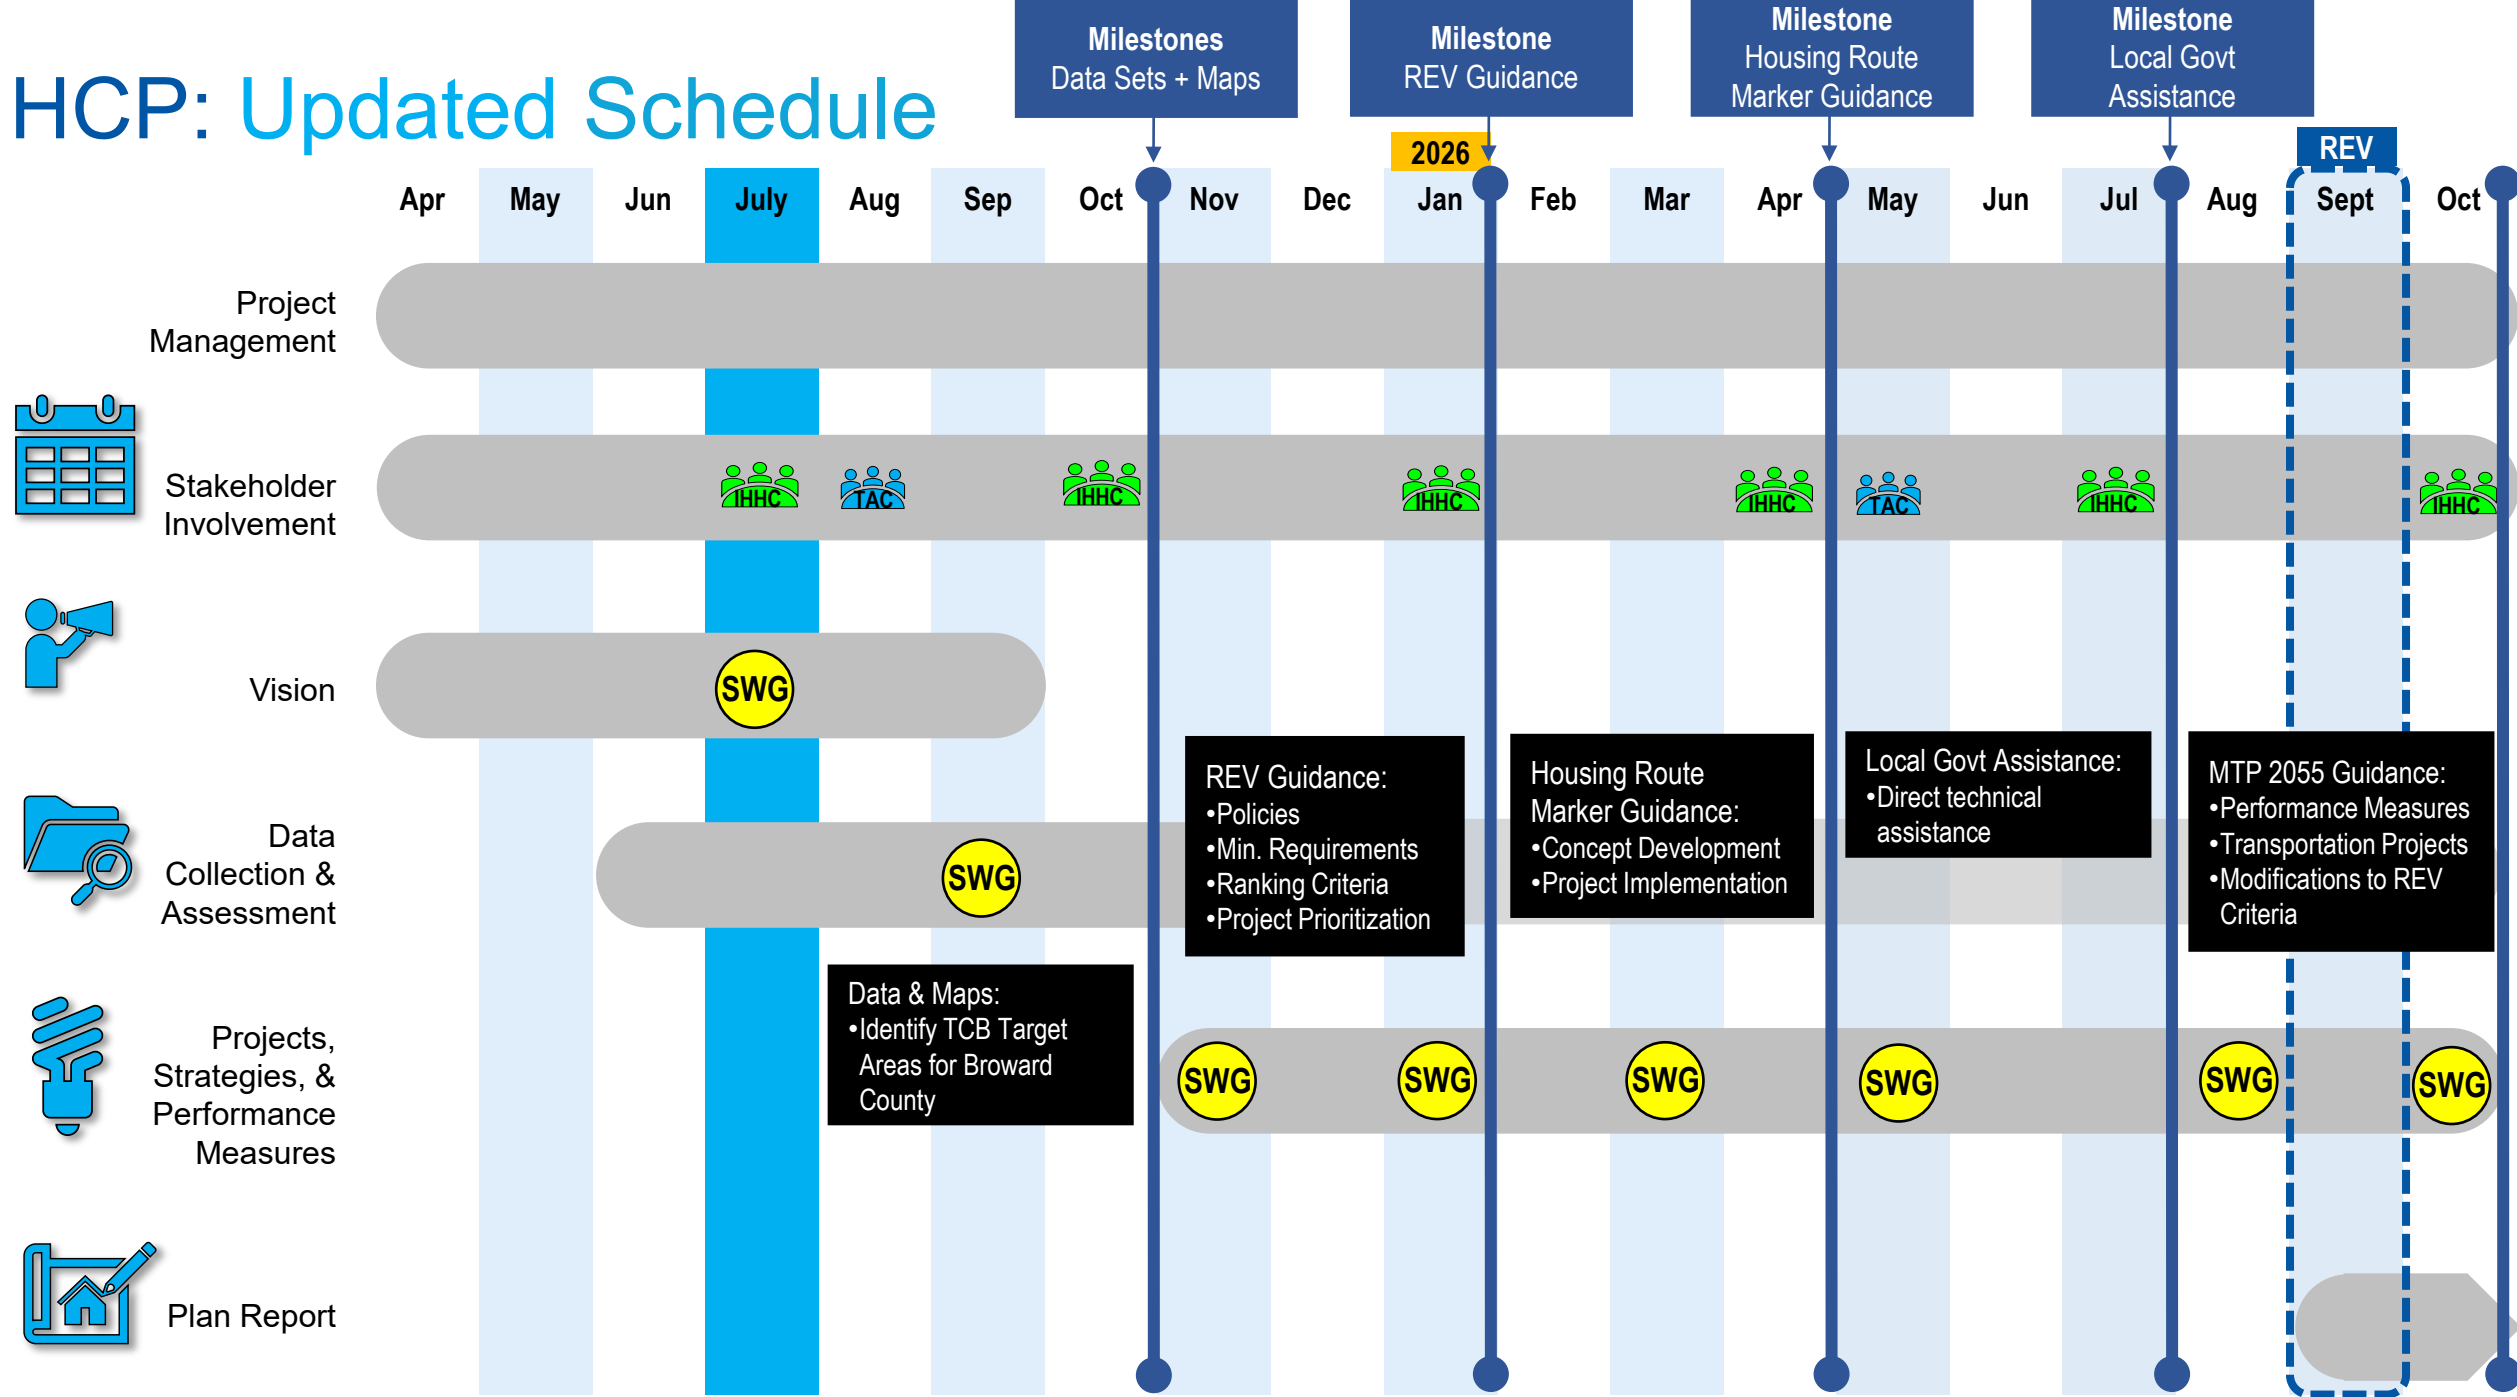 Milestones
Data Sets + Maps
Milestone
REV Guidance
Milestone
Housing Route
Marker Guidance
Milestone
Local Govt
Assistance
HCP: Updated Schedule
2026
REV
Apr May Jun July Aug Sep Oct Nov Dec Jan Feb Mar Apr May Jun Jul Aug Sept Oct
Project
Management
Stakeholder
Involvement
IHHC TAC IHHC IHHC IHHC TAC IHHC IHHC
Vision
SWG
Data
Collection &
Assessment
SWG
REV Guidance:
•Policies
•Min. Requirements
•Ranking Criteria
•Project Prioritization
Housing Route
Marker Guidance:
•Concept Development
•Project Implementation
Local Govt Assistance:
•Direct technical
assistance
MTP 2055 Guidance:
•Performance Measures
•Transportation Projects
•Modifications to REV
Criteria
Data & Maps:
•Identify TCB Target
Areas for Broward
County
Projects,
Strategies, &
Performance
Measures
SWG SWG SWG SWG SWG SWG
Plan Report